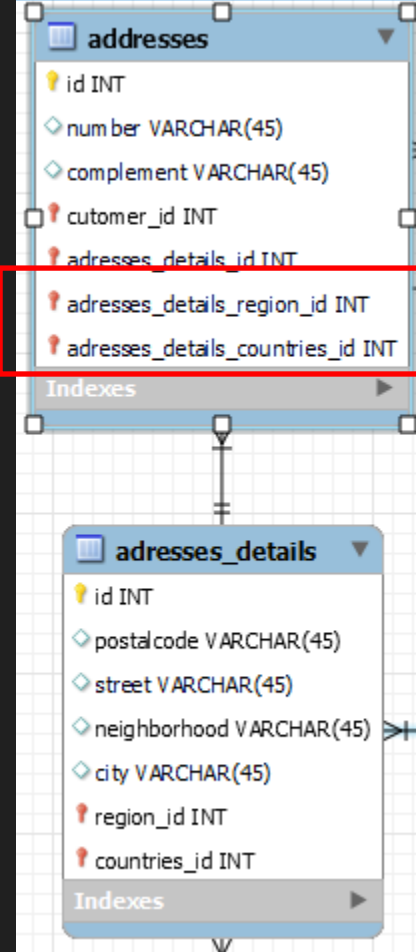 addresses
id INT
number VARCHAR(45)
complement VARCHAR(45)
cutomer_id INT
adresses_details_id INT
adresses_details_region_id INT
adresses_details_countries_id INT
Indexes
adresses_details
id INT
postalcode VARCHAR(45)
street VARCHAR(45)
neighborhood VARCHAR(45)
city VARCHAR(45)
region_id INT
countries_id INT
Indexes